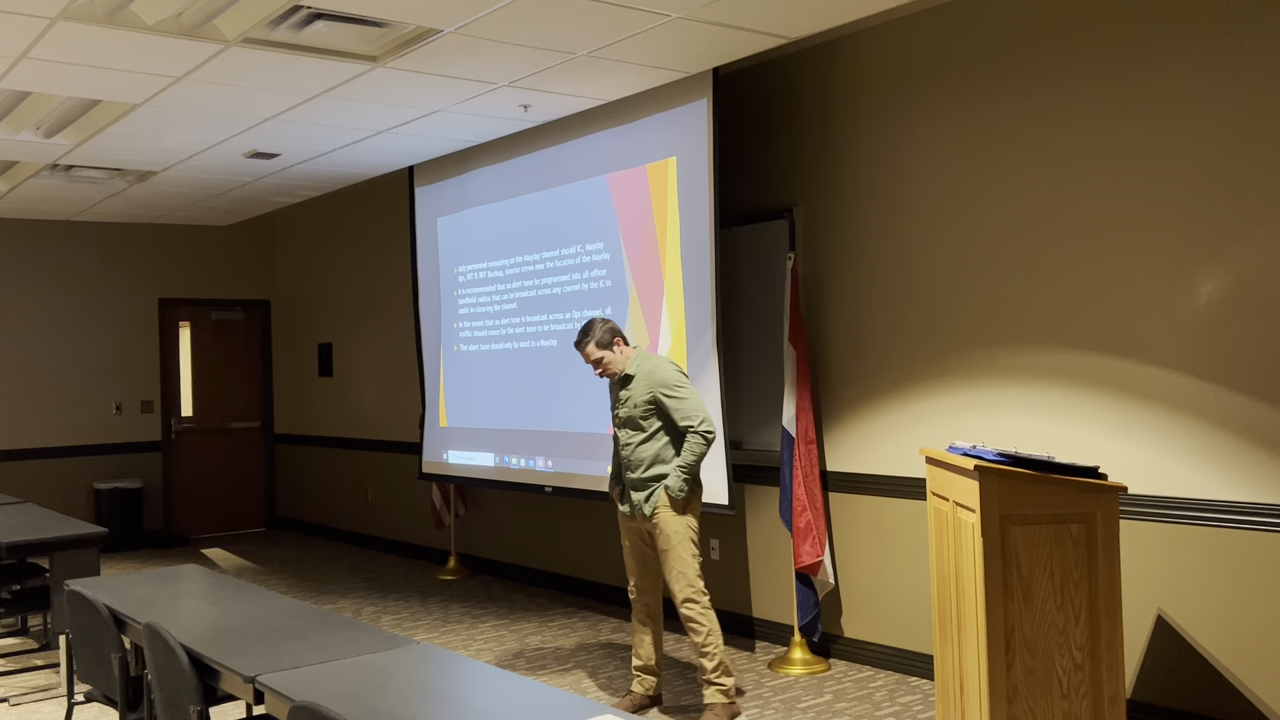 Only personnel remaining on the Mayday channel should IC, Mayday
Ops, RIT & RIT Backup, interior crews near the location of the Mayday
It is recommended that an alert tone be programmed into all officer
handheld radios that can be broadcast across any channel by the IC to
assist in clearing the channel.
In the event that an alert tone is broadcast across an Ops channel, all
traffic should cease for the alert tone to be broadcast by
The alert tone should only by used in a Mayday